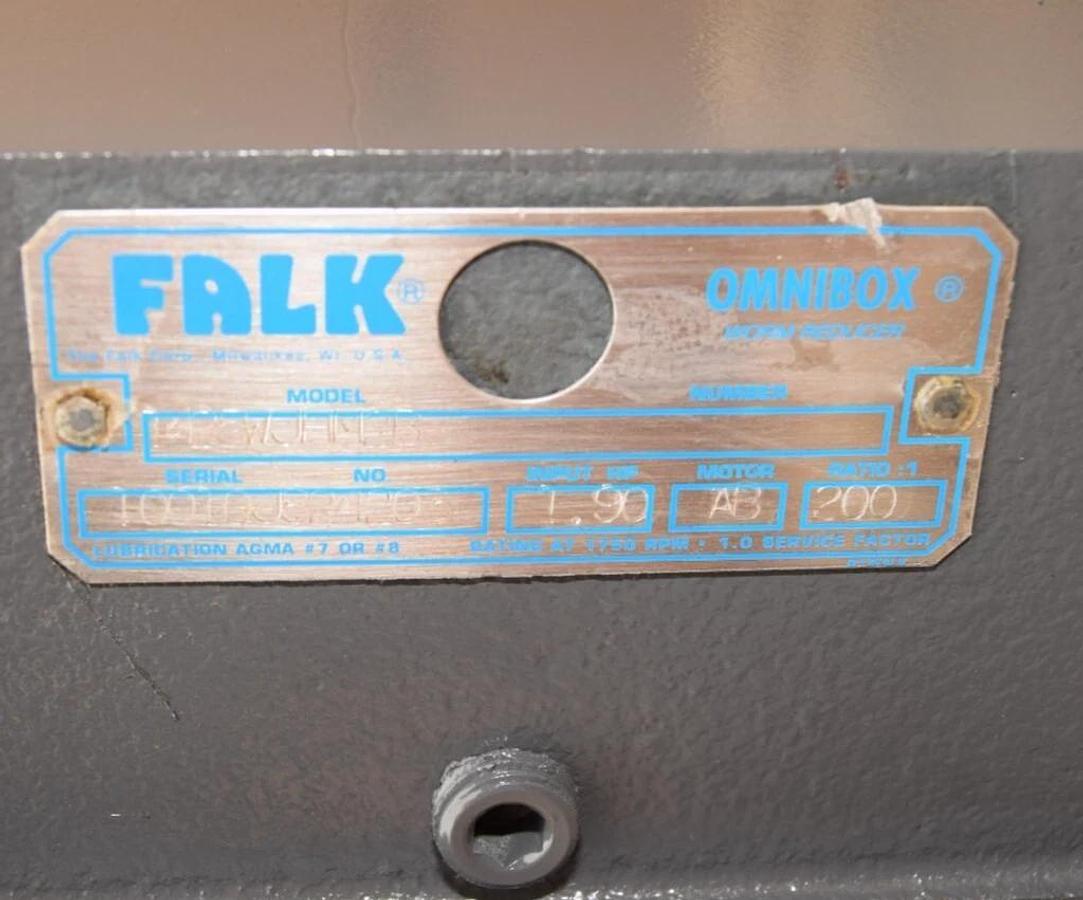 FALK® OMNIBOX®
The Falk Corp., Milwaukee, WI. U.S.A. WORM REDUCER
MODEL NUMBER
SERIAL NO INPUT HP MOTOR RATIO :1
1.90 AB 200
LUBRICATION AGMA #7 OR #8 RATING AT 1750 RPM - 1.0 SERVICE FACTOR